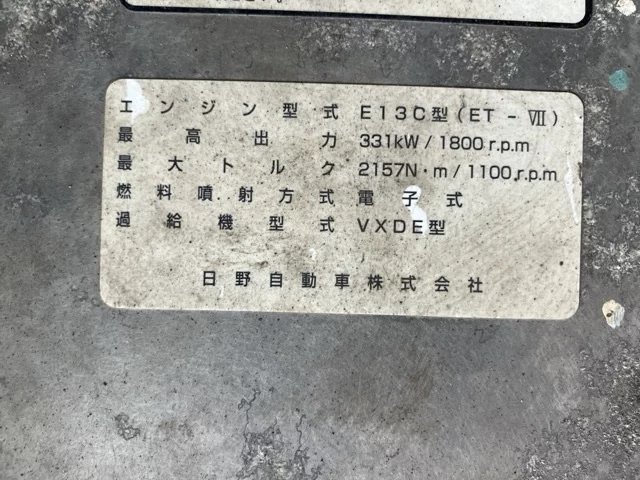 エンジン型式 E13C型(ET-Ⅶ)
最高出力 331kW/1800r.p.m
最大トルク 2157N・m/1100r.p.m
燃料噴射方式 電子式
過給機型式 VXDE型
日野自動車株式会社